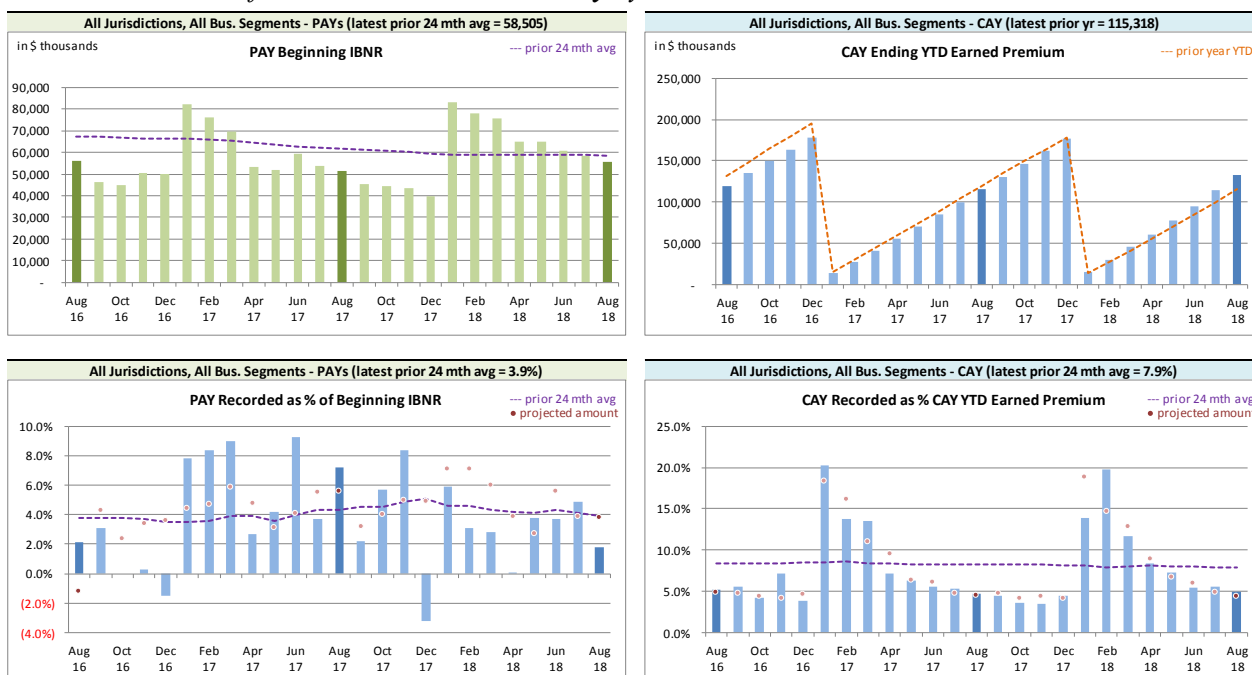 All Jurisdictions, All Bus. Segments - PAYs (latest prior 24 mth avg = 58,505)
in $ thousands
PAY Beginning IBNR
--- prior 24 mth avg
90,000
80,000
70,000
60,000
50,000
40,000
30,000
20,000
10,000
-
Aug Oct Dec Feb Apr Jun Aug Oct Dec Feb Apr Jun Aug
16 16 16 17 17 17 17 17 17 18 18 18 18
All Jurisdictions, All Bus. Segments - CAY (latest prior yr = 115,318)
in $ thousands
CAY Ending YTD Earned Premium
--- prior year YTD
250,000
200,000
150,000
100,000
50,000
-
Aug Oct Dec Feb Apr Jun Aug Oct Dec Feb Apr Jun Aug
16 16 16 17 17 17 17 17 17 18 18 18 18
All Jurisdictions, All Bus. Segments - PAYs (latest prior 24 mth avg = 3.9%)
PAY Recorded as % of Beginning IBNR
--- prior 24 mth avg
• projected amount
10.0%
8.0%
6.0%
4.0%
2.0%
0.0%
(2.0%)
(4.0%)
Aug Oct Dec Feb Apr Jun Aug Oct Dec Feb Apr Jun Aug
16 16 16 17 17 17 17 17 17 18 18 18 18
All Jurisdictions, All Bus. Segments - CAY (latest prior 24 mth avg = 7.9%)
CAY Recorded as % CAY YTD Earned Premium
--- prior 24 mth avg
• projected amount
25.0%
20.0%
15.0%
10.0%
5.0%
0.0%
Aug Oct Dec Feb Apr Jun Aug Oct Dec Feb Apr Jun Aug
16 16 16 17 17 17 17 17 17 18 18 18 18